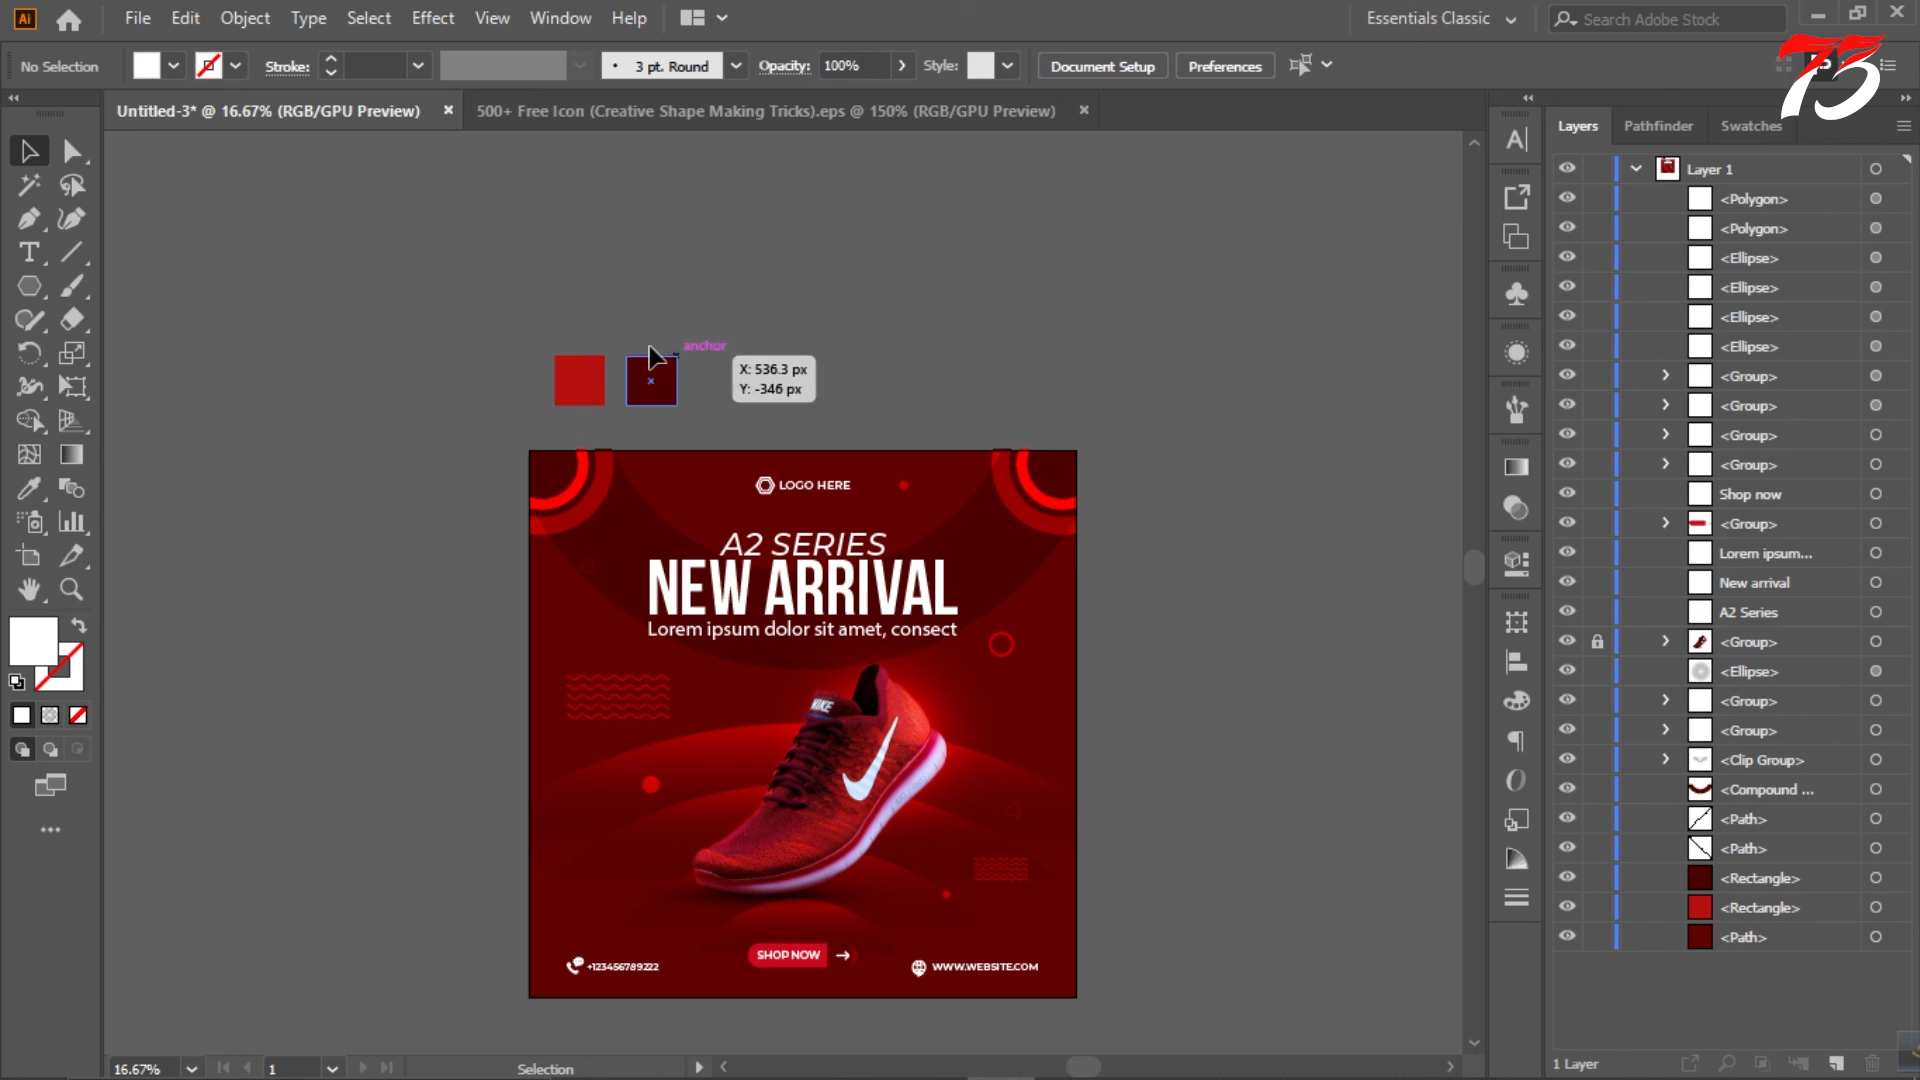 Ai
File Edit Object Type Select Effect View Window Help
Essentials Classic
Search Adobe Stock
No Selection
Stroke:
3 pt. Round
Opacity: 100%
Style:
Document Setup
Preferences
Untitled-3* @ 16.67% (RGB/GPU Preview)
500+ Free Icon (Creative Shape Making Tricks).eps @ 150% (RGB/GPU Preview)
anchor
X: 536.3 px
Y: -346 px
LOGO HERE
A2 SERIES
NEW ARRIVAL
Lorem ipsum dolor sit amet, consect
NIKE
SHOP NOW
+123456789222
WWW.WEBSITE.COM
Layers Pathfinder Swatches
Layer 1
<Polygon>
<Polygon>
<Ellipse>
<Ellipse>
<Ellipse>
<Ellipse>
<Group>
<Group>
<Group>
<Group>
Shop now
<Group>
Lorem ipsum...
New arrival
A2 Series
<Group>
<Ellipse>
<Group>
<Group>
<Clip Group>
<Compound ...
<Path>
<Path>
<Rectangle>
<Rectangle>
<Path>
1 Layer
16.67%
1
Selection